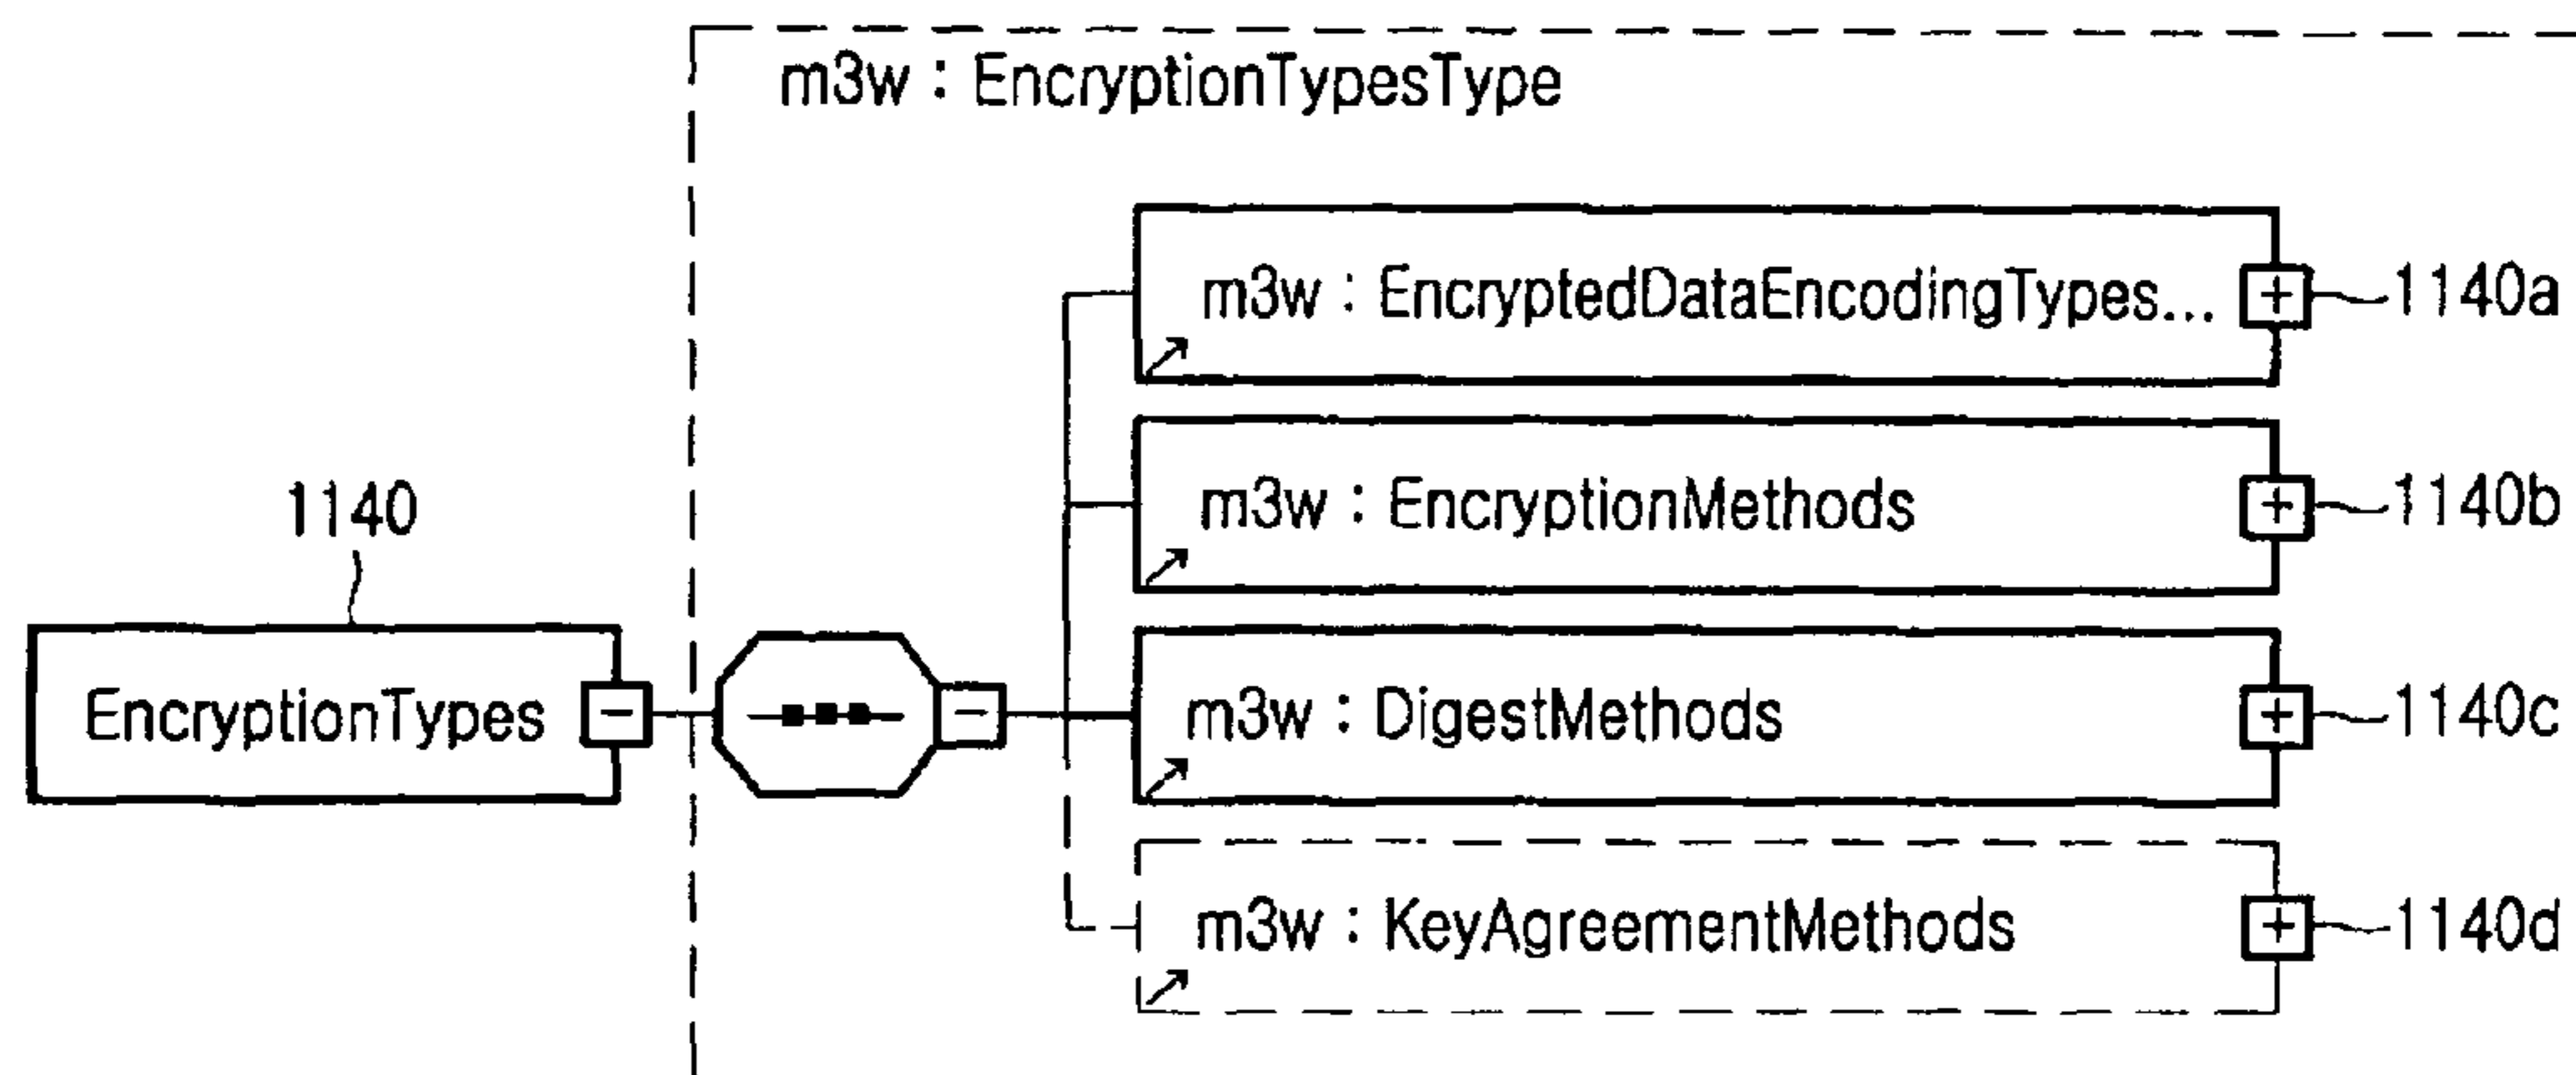 m3w : EncryptionTypesType
m3w : EncryptedDataEncodingTypes...
1140a
m3w : EncryptionMethods
1140b
1140
EncryptionTypes
m3w : DigestMethods
1140c
m3w : KeyAgreementMethods
1140d